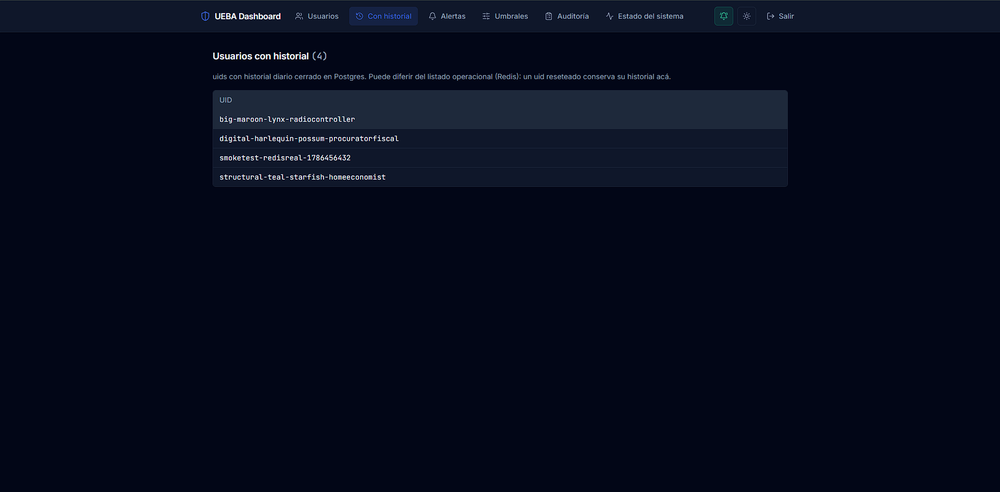 UEBA Dashboard Usuarios Con historial Alertas Umbrales Auditoría Estado del sistema Salir
Usuarios con historial (4)
uids con historial diario cerrado en Postgres. Puede diferir del listado operacional (Redis): un uid reseteado conserva su historial acá.
UID
big-maroon-lynx-radiocontroller
digital-harlequin-possum-procuratorfiscal
smoketest-redisreal-1786456432
structural-teal-starfish-homeeconomist